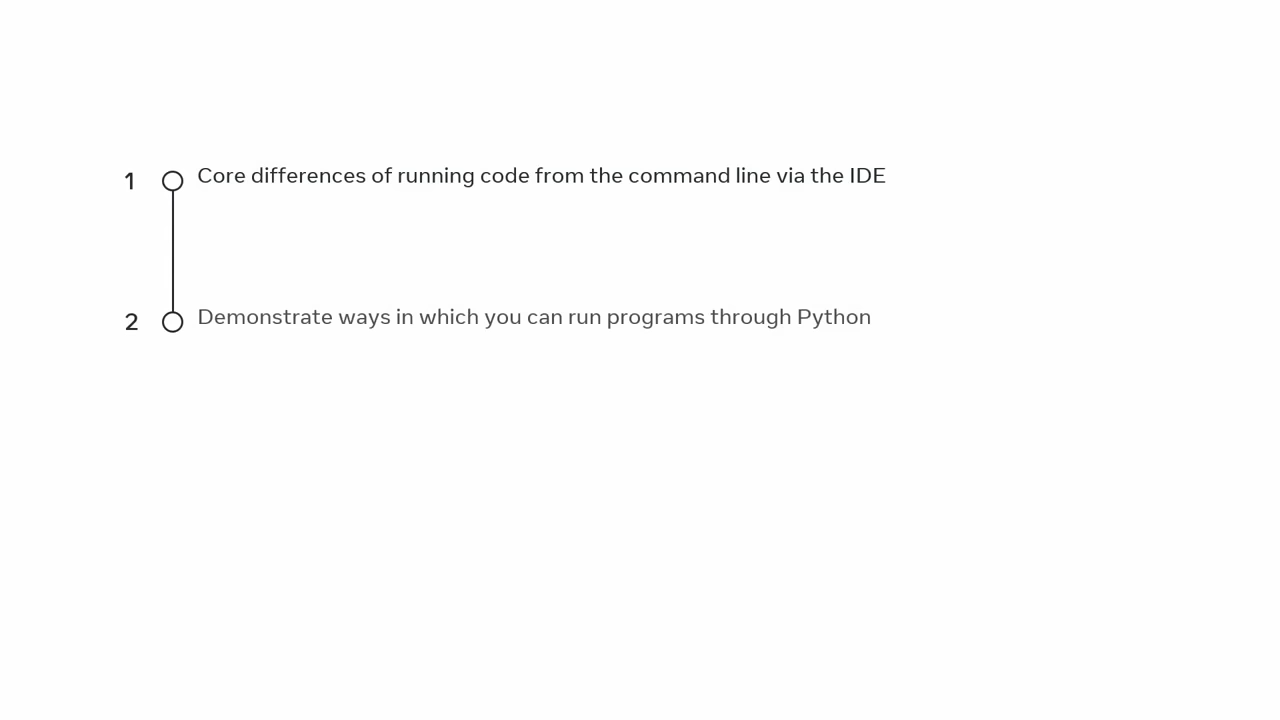 1 Core differences of running code from the command line via the IDE
2 Demonstrate ways in which you can run programs through Python